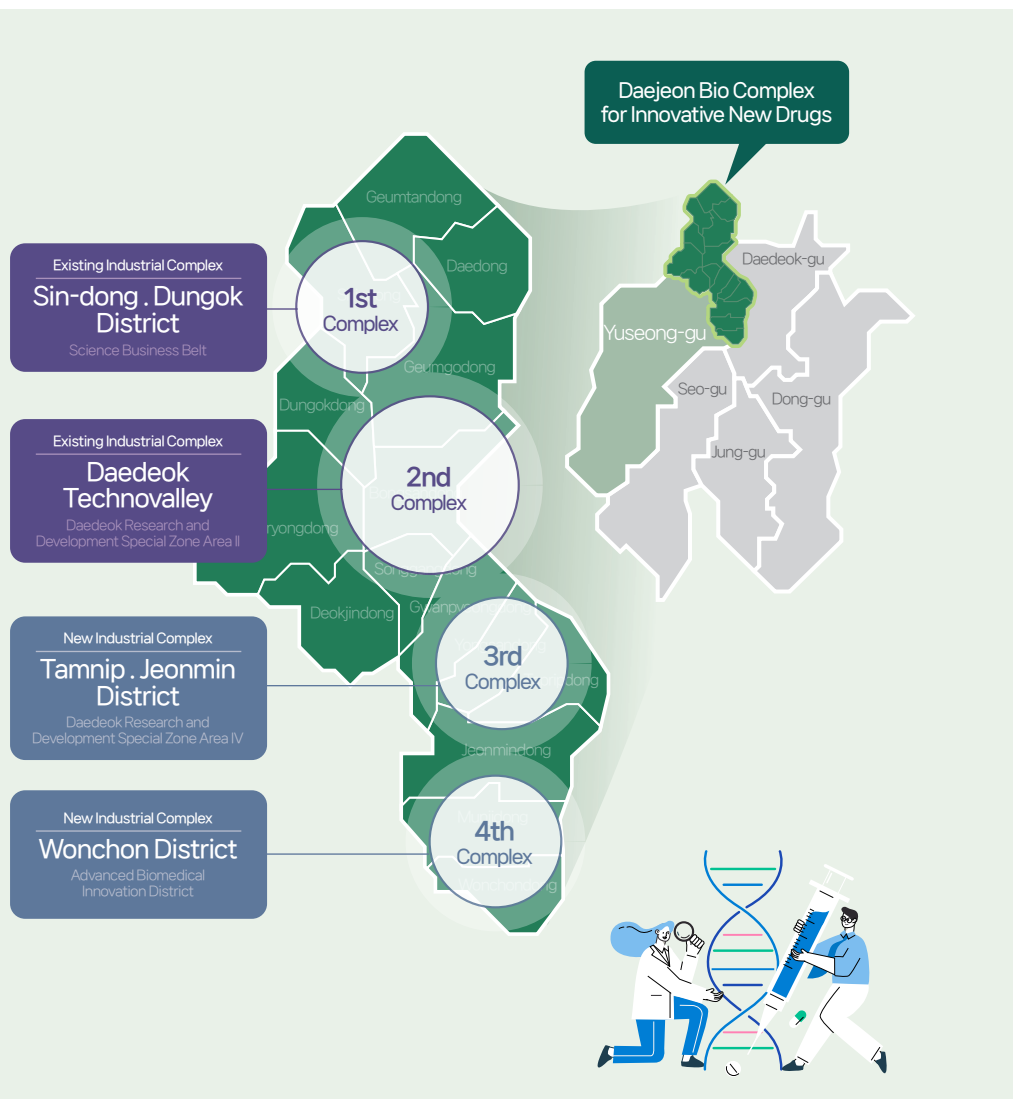 Daejeon Bio Complex
for Innovative New Drugs
Geumtandong
Daedong
Daedeok-gu
Existing Industrial Complex
Sin-dong . Dungok
District
Science Business Belt
1st
Complex
Yuseong-gu
Geumgodong
Seo-gu
Dong-gu
Dungokdong
Jung-gu
Existing Industrial Complex
Daedeok
Technovalley
Daedeok Research and
Development Special Zone Area II
2nd
Complex
ryongdong
Deokjindong
New Industrial Complex
Tamnip . Jeonmin
District
Daedeok Research and
Development Special Zone Area IV
3rd
Complex
Jeonmindong
New Industrial Complex
Wonchon District
Advanced Biomedical
Innovation District
4th
Complex
Wonchondong